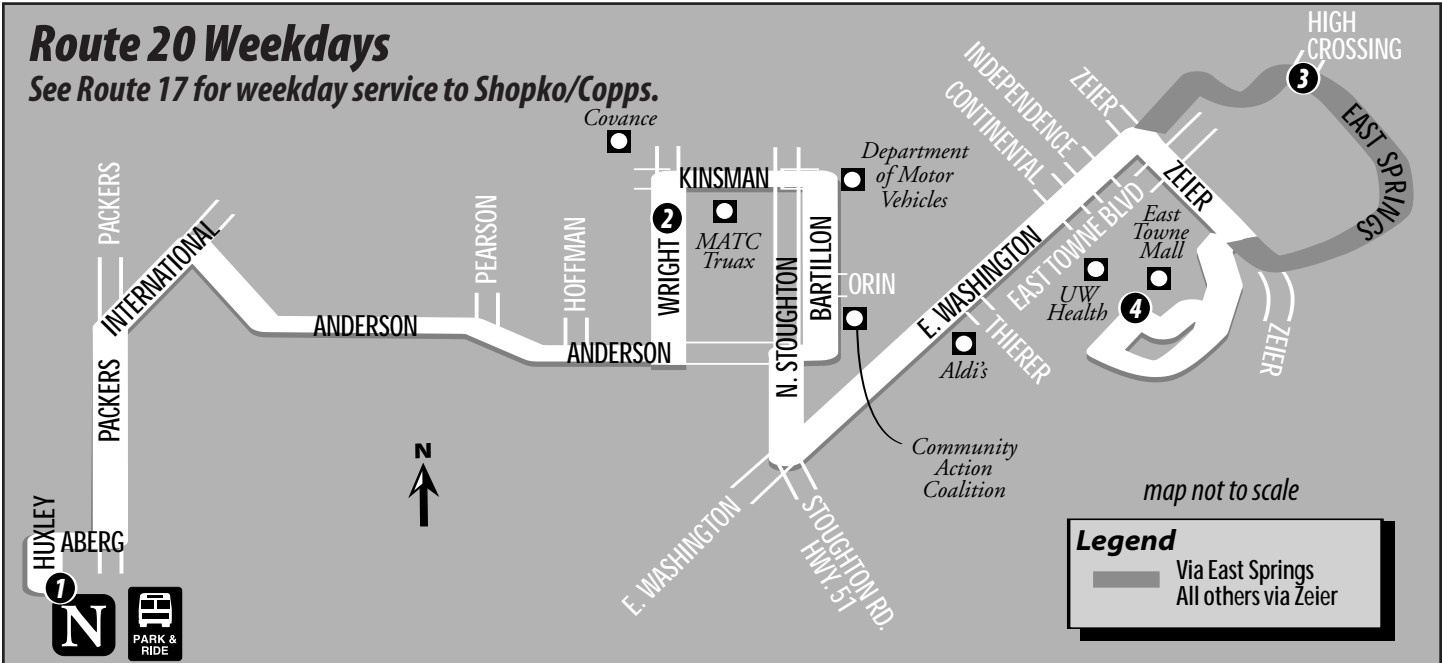 Route 20 Weekdays
See Route 17 for weekday service to Shopko/Copps.
HIGH
CROSSING
3
EAST SPRINGS
ZEIER
INDEPENDENCE
CONTINENTAL
Covance
Department
of Motor
Vehicles
KINSMAN
ZEIER
PACKERS
INTERNATIONAL
PEARSON
HOFFMAN
2
WRIGHT
MATC
Truax
N. STOUGHTON
BARTILLON
ORIN
E. WASHINGTON
EAST TOWNE BLVD
East
Towne
Mall
UW
Health
4
ZEIER
THIERER
Aldi's
ANDERSON
ANDERSON
PACKERS
N
Community
Action
Coalition
E. WASHINGTON
STOUGHTON RD.
HWY. 51
HUXLEY
ABERG
1
N
PARK &
RIDE
map not to scale
Legend
Via East Springs
All others via Zeier